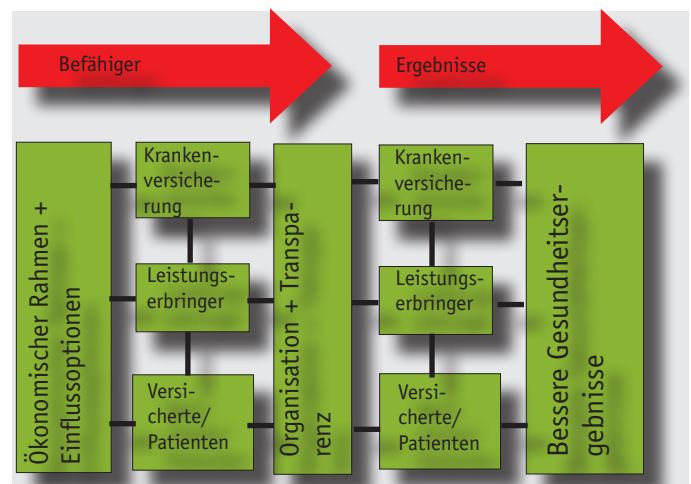 Befähiger
Ergebnisse
Ökonomischer Rahmen +
Einflussoptionen
Kranken-
versiche-
rung
Leistungs-
erbringer
Versi-
cherte/
Patienten
Organisation + Transpa-
renz
Kranken-
versiche-
rung
Leistungs-
erbringer
Versi-
cherte/
Patienten
Bessere Gesundheitser-
gebnisse